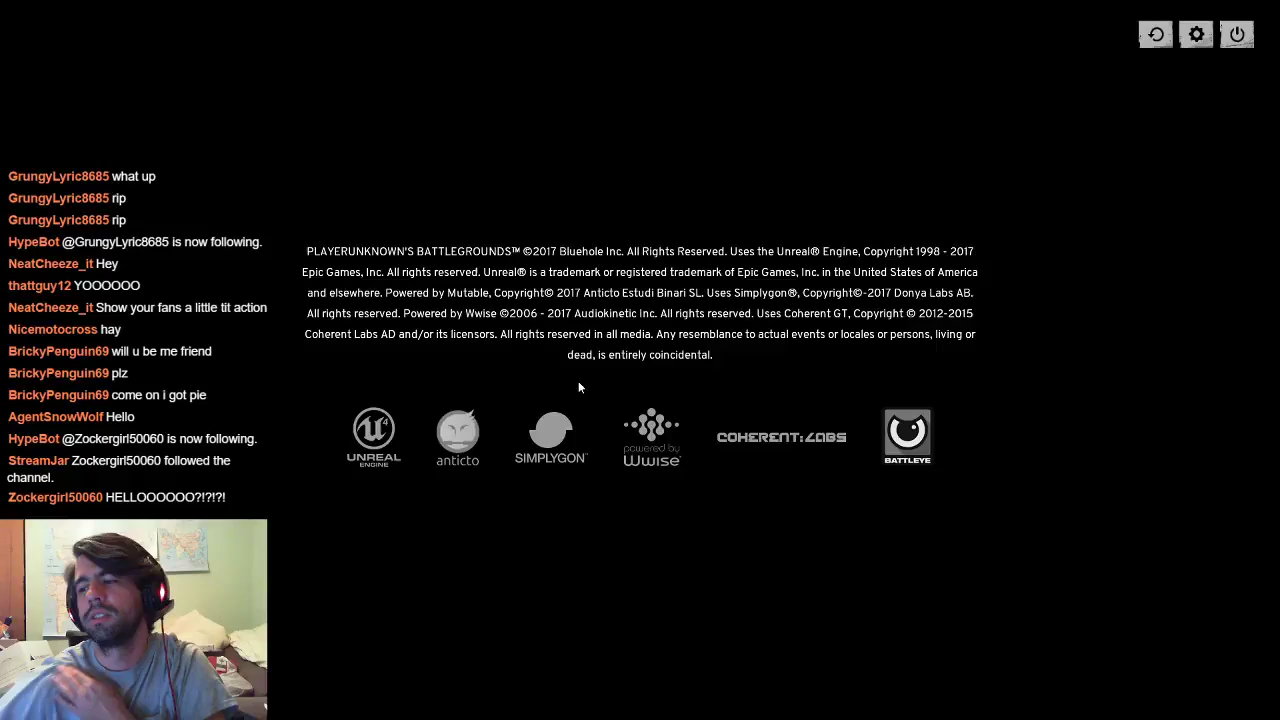 GrungyLyric8685 what up
GrungyLyric8685 rip
GrungyLyric8685 rip
HypeBot @GrungyLyric8685 is now following.
NeatCheeze_it Hey
thattguy12 YOOOOOO
NeatCheeze_it Show your fans a little tit action
Nicemotocross hay
BrickyPenguin69 will u be me friend
BrickyPenguin69 plz
BrickyPenguin69 come on i got pie
AgentSnowWolf Hello
HypeBot @Zockergirl50060 is now following.
StreamJar Zockergirl50060 followed the
channel.
Zockergirl50060 HELLOOOOOO?!?!?!
PLAYERUNKNOWN'S BATTLEGROUNDS™ ©2017 Bluehole Inc. All Rights Reserved. Uses the Unreal® Engine, Copyright 1998 - 2017
Epic Games, Inc. All rights reserved. Unreal® is a trademark or registered trademark of Epic Games, Inc. in the United States of America
and elsewhere. Powered by Mutable, Copyright© 2017 Anticto Estudi Binari SL. Uses Simplygon®, Copyright©-2017 Donya Labs AB.
All rights reserved. Powered by Wwise ©2006 - 2017 Audiokinetic Inc. All rights reserved. Uses Coherent GT, Copyright © 2012-2015
Coherent Labs AD and/or its licensors. All rights reserved in all media. Any resemblance to actual events or locales or persons, living or
dead, is entirely coincidental.
UNREAL
ENGINE
anticto
SIMPLYGON
powered by
Wwise
COHERENT:LABS
BATTLEYE